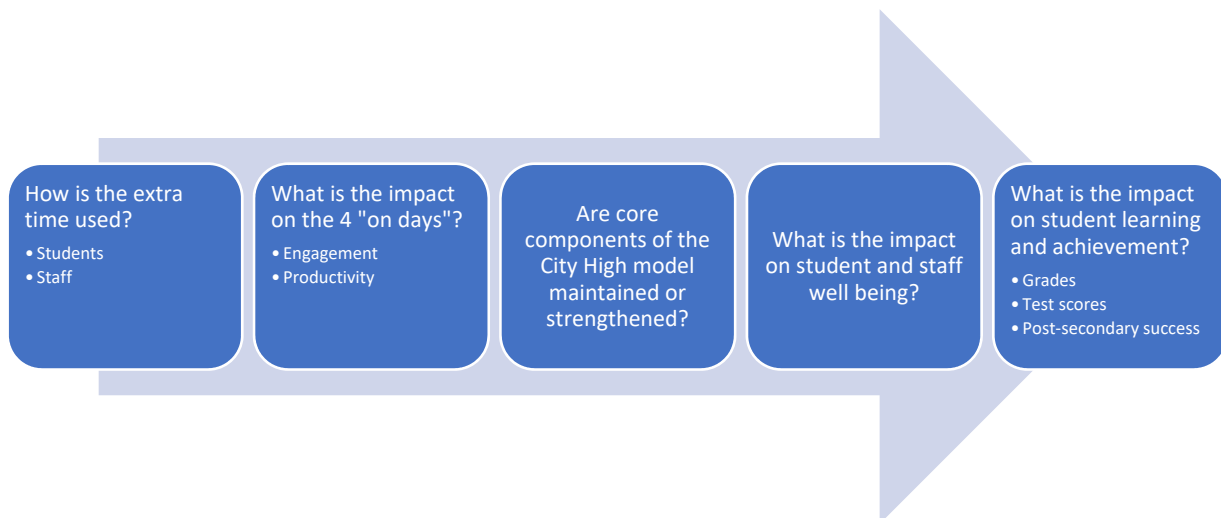 How is the extra
time used?
• Students
• Staff
What is the impact
on the 4 "on days"?
• Engagement
• Productivity
Are core
components of the
City High model
maintained or
strengthened?
What is the impact
on student and staff
well being?
What is the impact
on student learning
and achievement?
• Grades
• Test scores
• Post-secondary success